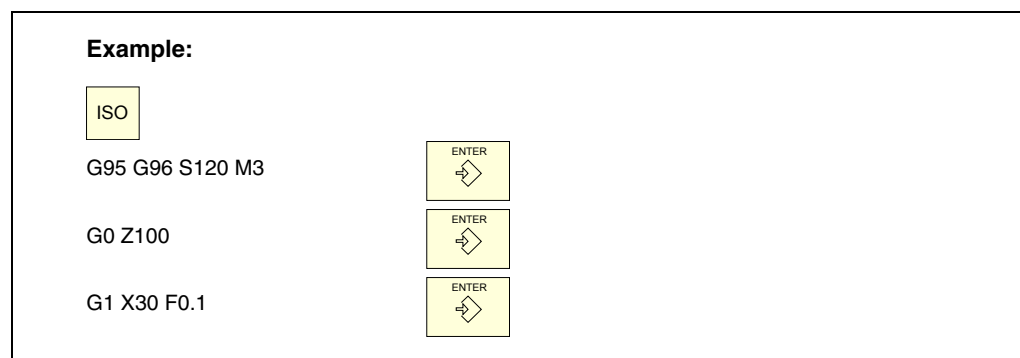 Example:
ISO
G95 G96 S120 M3
ENTER
G0 Z100
ENTER
G1 X30 F0.1
ENTER